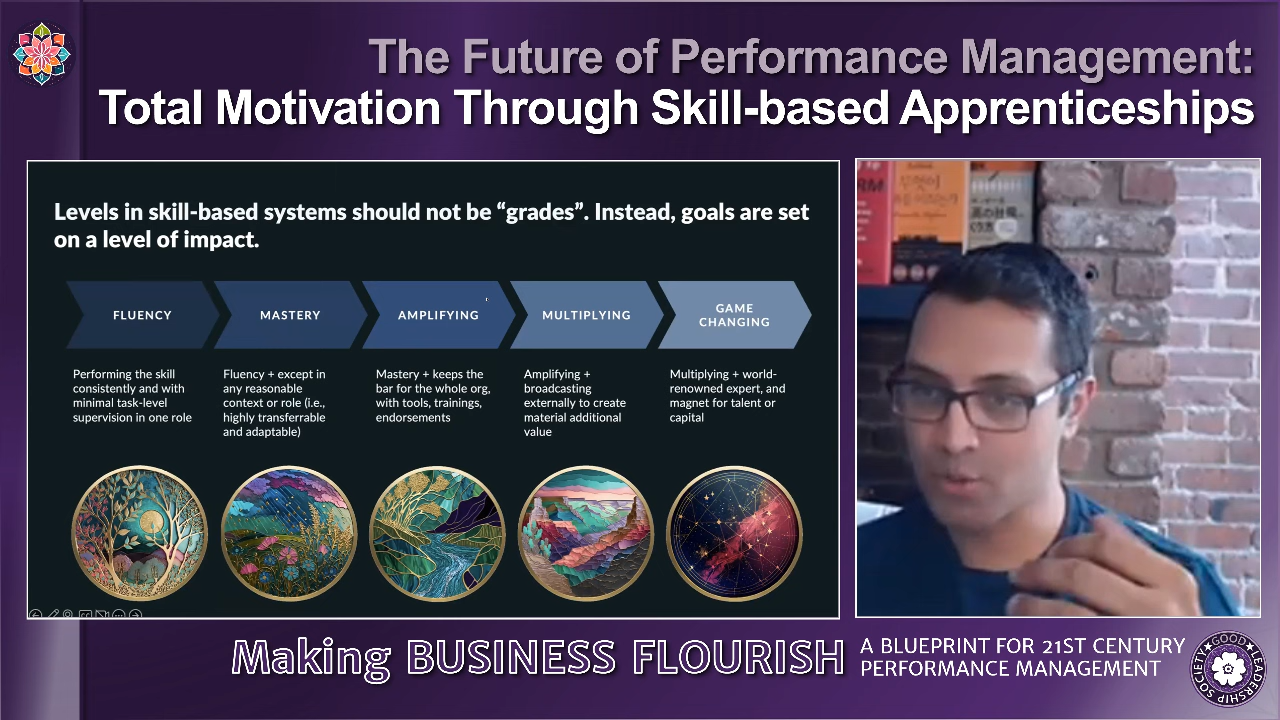 The Future of Performance Management:
Total Motivation Through Skill-based Apprenticeships
Levels in skill-based systems should not be “grades”. Instead, goals are set
on a level of impact.
FLUENCY
MASTERY
AMPLIFYING
MULTIPLYING
GAME
CHANGING
Performing the skill
consistently and with
minimal task-level
supervision in one role
Fluency + except in
any reasonable
context or role (i.e.,
highly transferrable
and adaptable)
Mastery + keeps the
bar for the whole org,
with tools, trainings,
endorsements
Amplifying +
broadcasting
externally to create
material additional
value
Multiplying + world-
renowned expert, and
magnet for talent or
capital
무엇이
Making BUSINESS FLOURISH
A BLUEPRINT FOR 21ST CENTURY
PERFORMANCE MANAGEMENT
GOOD LEADERSHIP SOCIETY